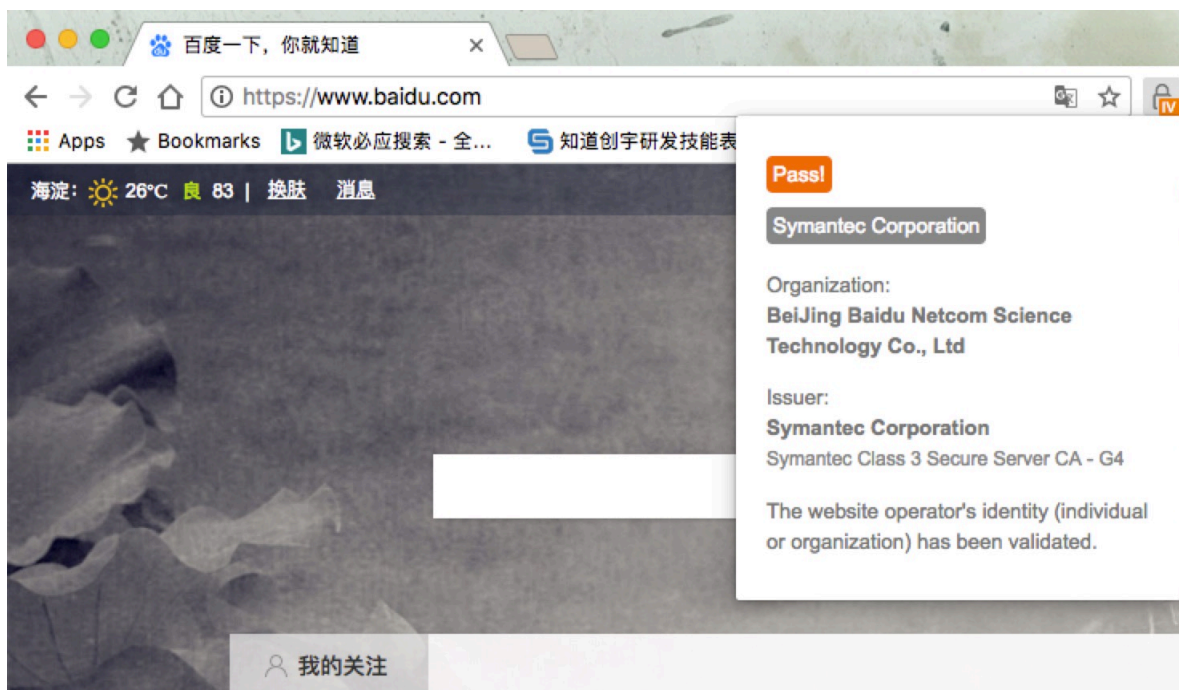 百度一下，你就知道
https://www.baidu.com
IV
Apps Bookmarks 微软必应搜索 - 全... 知道创宇研发技能表
海淀： 26℃ 良 83 | 换肤 消息
Pass!
Symantec Corporation
Organization:
BeiJing Baidu Netcom Science
Technology Co., Ltd
Issuer:
Symantec Corporation
Symantec Class 3 Secure Server CA - G4
The website operator's identity (individual
or organization) has been validated.
我的关注